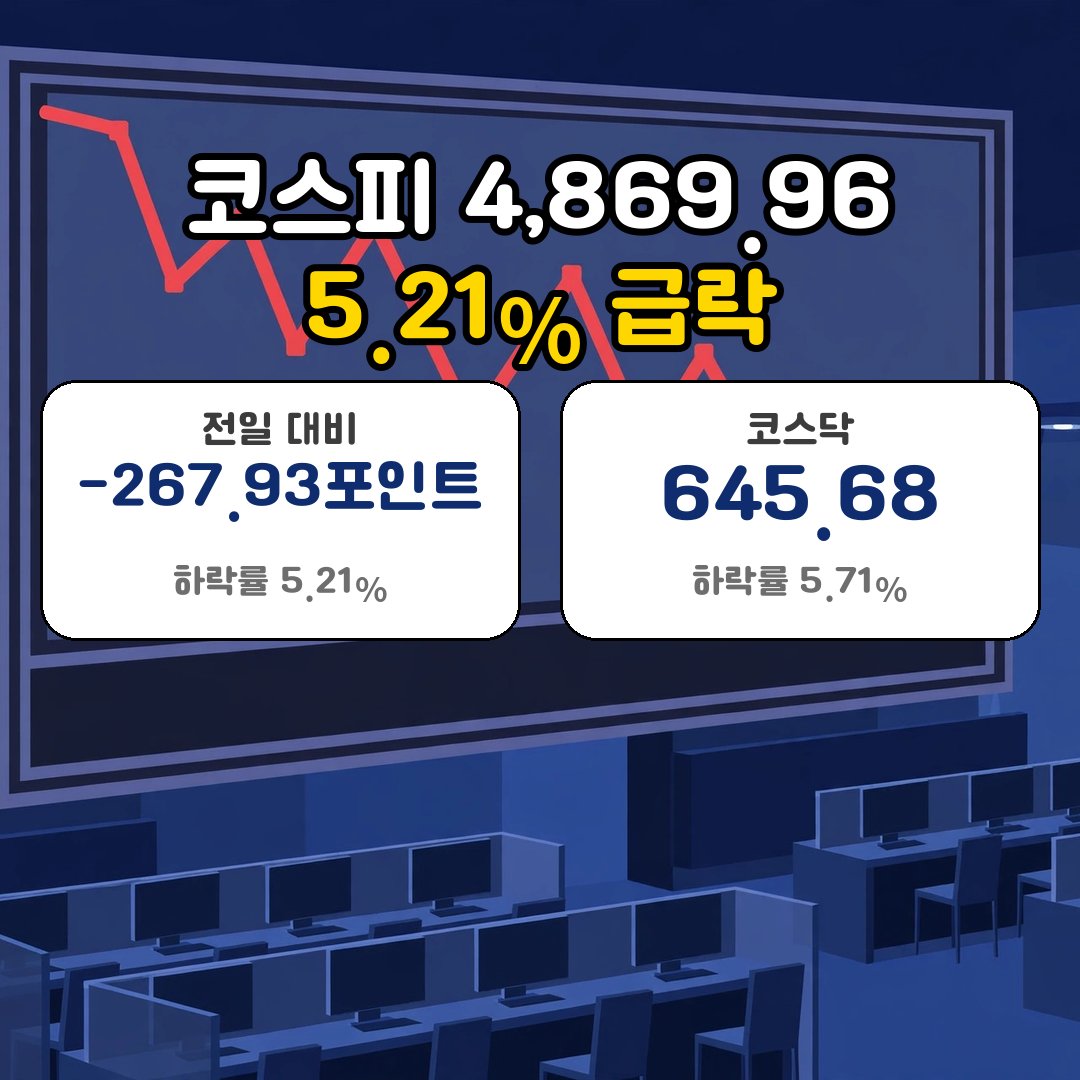 코스피 4,869.96
5.21% 급락
전일 대비
-267.93포인트
하락률 5.21%
코스닥
645.68
하락률 5.71%